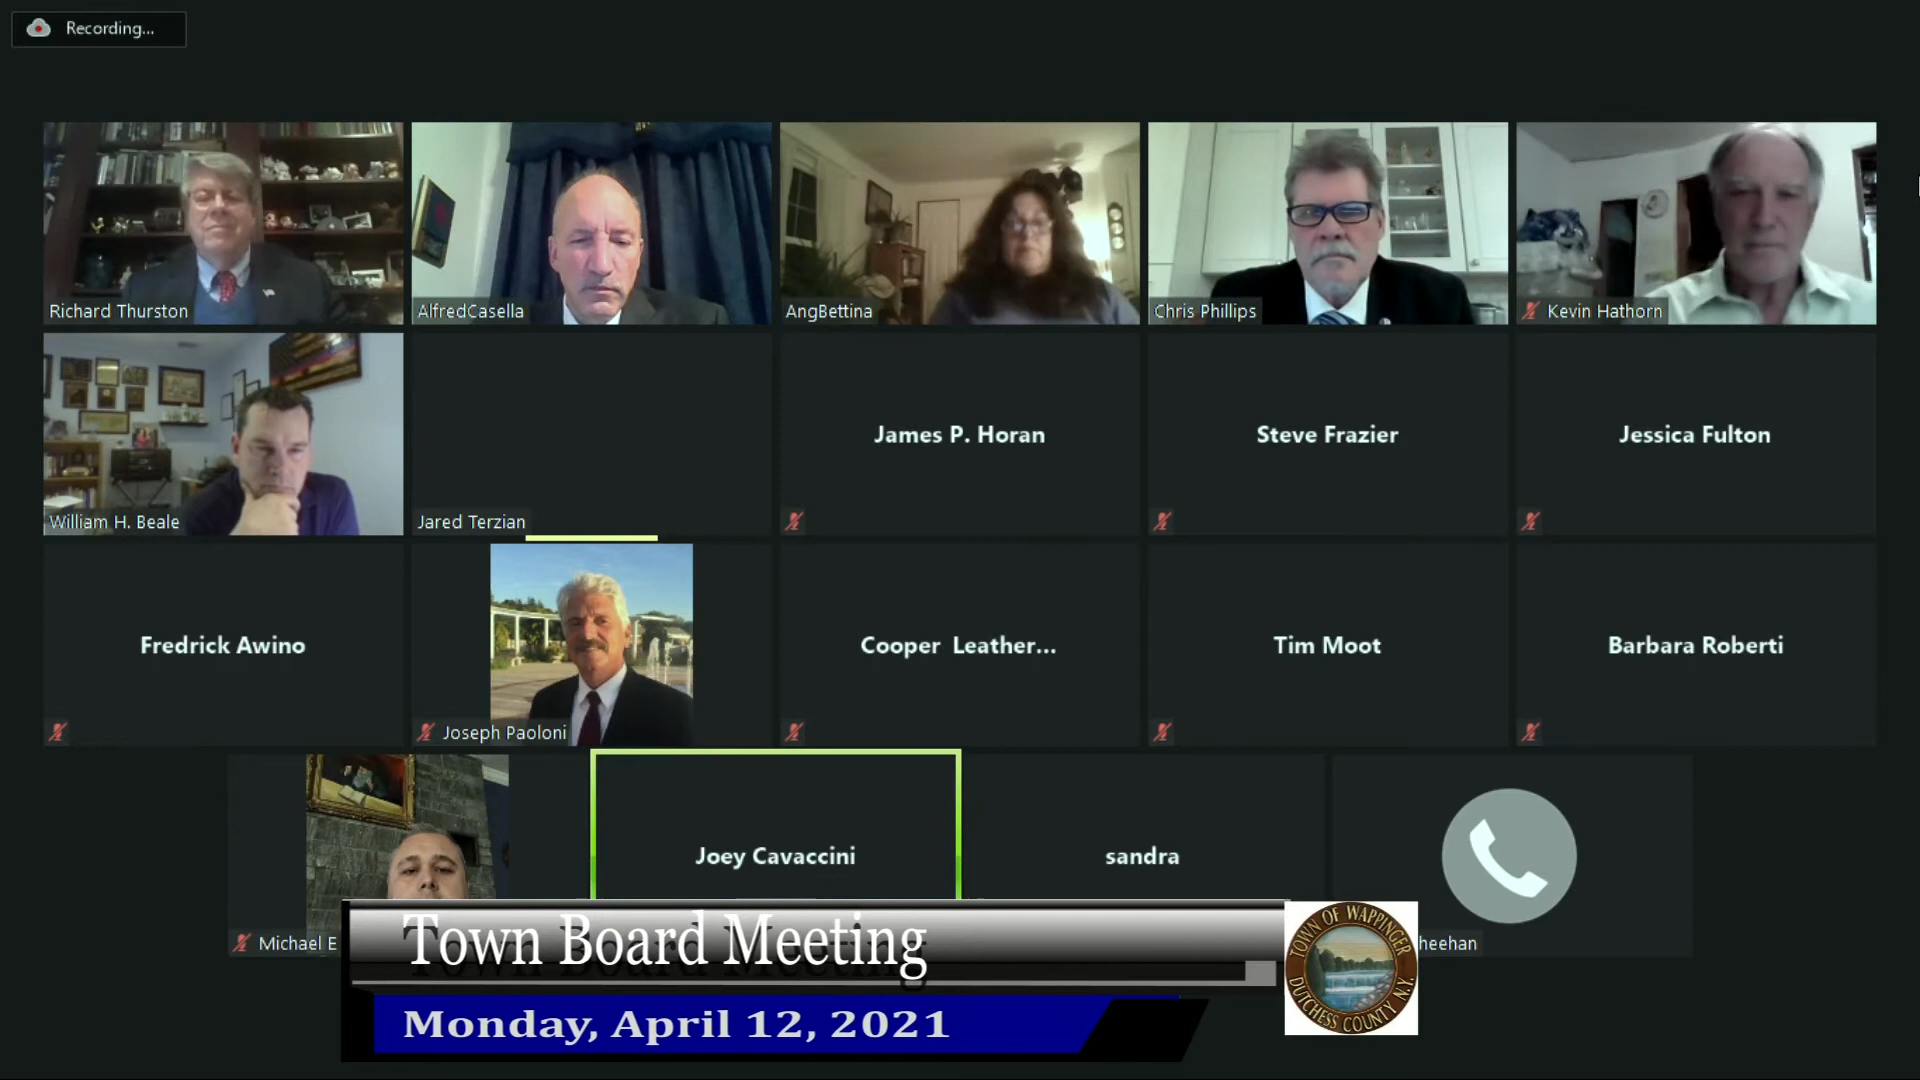 Recording...
Richard Thurston
AlfredCasella
AngBettina
Chris Phillips
Kevin Hathorn
William H. Beale
Jared Terzian
James P. Horan
Steve Frazier
Jessica Fulton
Fredrick Awino
Joseph Paoloni
Cooper Leather...
Tim Moot
Barbara Roberti
Michael E
Joey Cavaccini
sandra
heehan
Town Board Meeting
Monday, April 12, 2021
TOWN OF WAPPINGER
DUTCHESS COUNTY N.Y.